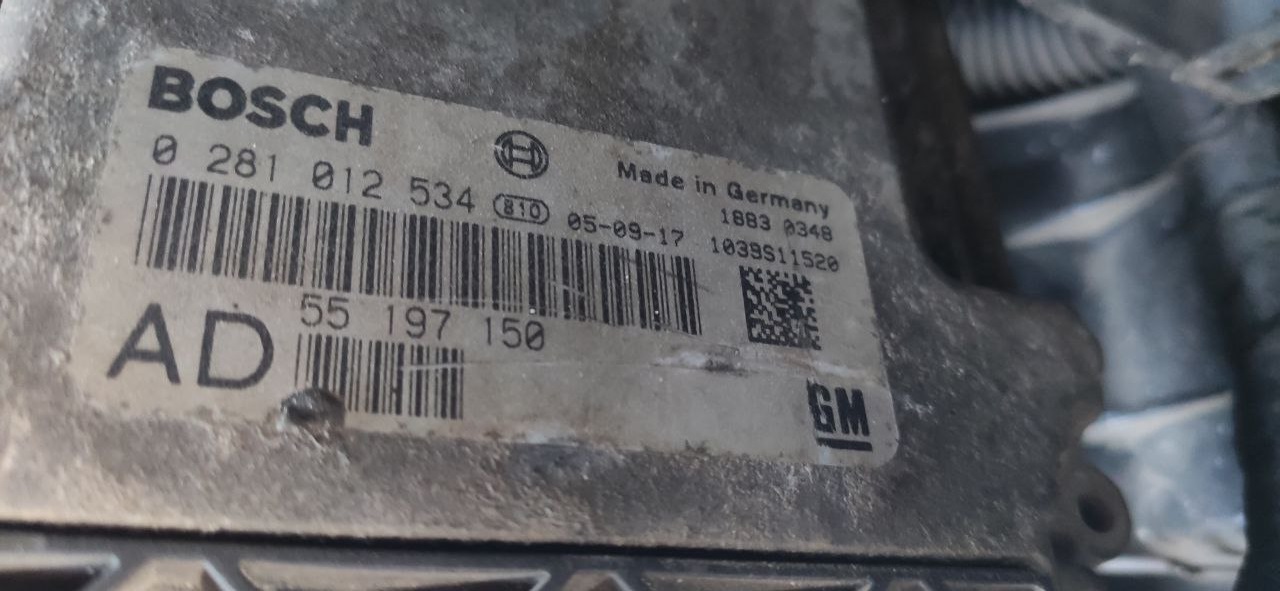 BOSCH
0 281 012 534 810 05-09-17
Made in Germany
1883 0348
1039S11520
AD
55 197 150
GM